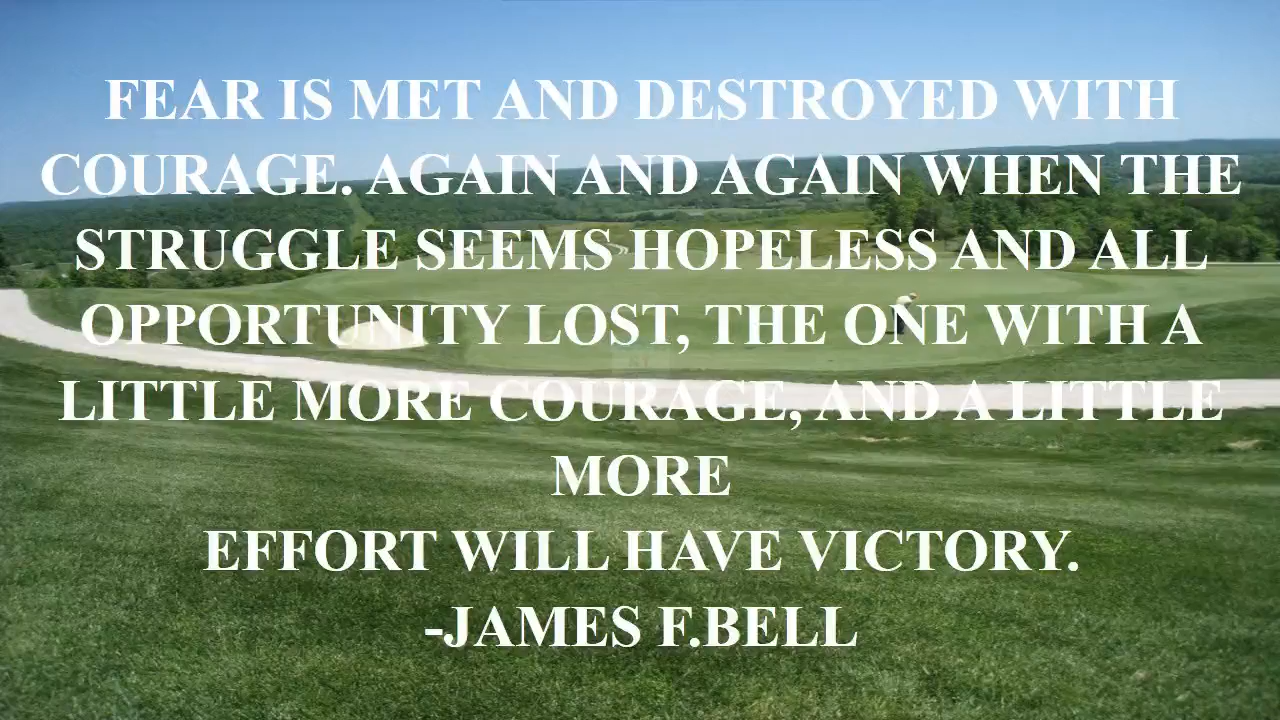 FEAR IS MET AND DESTROYED WITH
COURAGE. AGAIN AND AGAIN WHEN THE
STRUGGLE SEEMS HOPELESS AND ALL
OPPORTUNITY LOST, THE ONE WITH A
LITTLE MORE COURAGE, AND A LITTLE
MORE
EFFORT WILL HAVE VICTORY.
-JAMES F.BELL